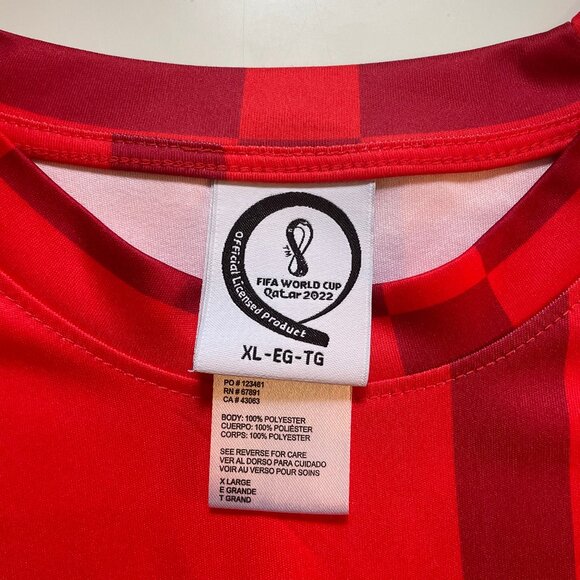 FIFA WORLD CUP
Qatar 2022
TM
Official Licensed Product
XL-EG-TG
PO # 123461
RN # 67891
CA # 43063
BODY: 100% POLYESTER
CUERPO: 100% POLIÉSTER
CORPS: 100% POLYESTER
SEE REVERSE FOR CARE
VER AL DORSO PARA CUIDADO
VOIR AU VERSO POUR SOINS
X LARGE
E GRANDE
T GRAND